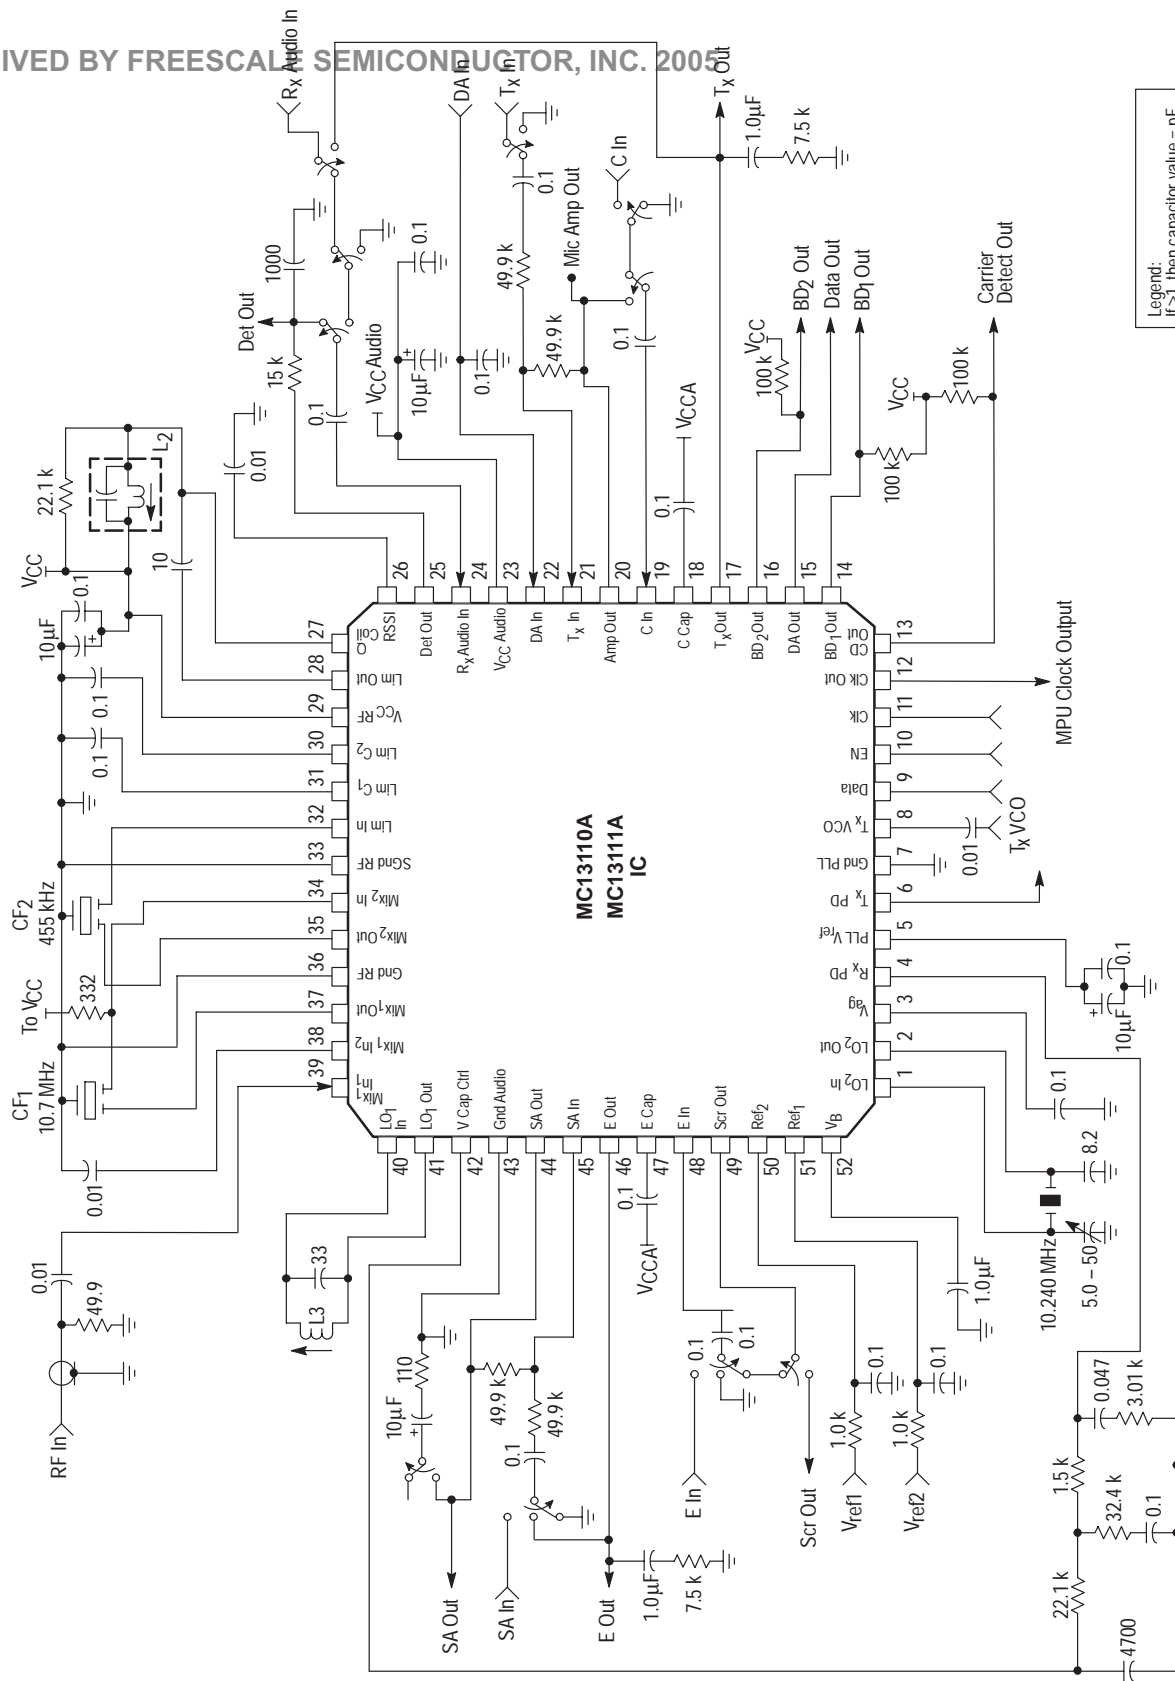 IVED BY FREESCALE SEMICONDUCTOR, INC. 2005
Rx Audio In
DA In
Tx In
Tx Out
1.0µF
7.5 k
Legend:
If >1, then capacitor value = pF
C In
Mic Amp Out
0.1
49.9 k
49.9 k
0.1
0.1
0.1
10µF
VCC Audio
1000
Det Out
15 k
0.1
0.01
BD2 Out
Data Out
BD1 Out
VCC
100 k
Carrier
Detect Out
VCC
100 k
100 k
VCCA
0.1
L2
22.1 k
VCC
10
0.1
10µF
0.1
0.1
CF2
455 kHz
To VCC
332
CF1
10.7 MHz
0.01
0.01
49.9
RF In
26
25
24
23
22
21
20
19
18
17
16
15
14
RSSI
Det Out
Rx Audio In
VCC Audio
DA In
Tx In
Amp Out
C In
C Cap
Tx Out
BD2 Out
DA Out
BD1 Out
27
28
29
30
31
32
33
34
35
36
37
38
39
Q
Coil
Lim Out
VCC RF
Lim C2
Lim C1
Lim In
SGnd RF
Mix2 In
Mix2 Out
Gnd RF
Mix1 Out
Mix1 In2
Mix1
In1
MC13110A
MC13111A
IC
CD
Out
Clk Out
Clk
EN
Data
Tx VCO
Gnd PLL
Tx PD
PLL Vref
Rx PD
Vag
LO2 Out
LO2 In
13
12
11
10
9
8
7
6
5
4
3
2
1
MPU Clock Output
0.01
Tx VCO
0.1
10µF
0.1
8.2
10.240 MHz
5.0 – 50
LO1
In
LO1 Out
V Cap Ctrl
Gnd Audio
SA Out
SA In
E Out
E Cap
E In
Scr Out
Ref2
Ref1
VB
40
41
42
43
44
45
46
47
48
49
50
51
52
33
L3
110
10µF
49.9 k
49.9 k
0.1
SA Out
SA In
E Out
1.0µF
7.5 k
0.1
VCCA
E In
0.1
0.1
Scr Out
Vref1
1.0 k
0.1
Vref2
1.0 k
0.1
1.0µF
0.047
3.01 k
1.5 k
32.4 k
0.1
22.1 k
4700